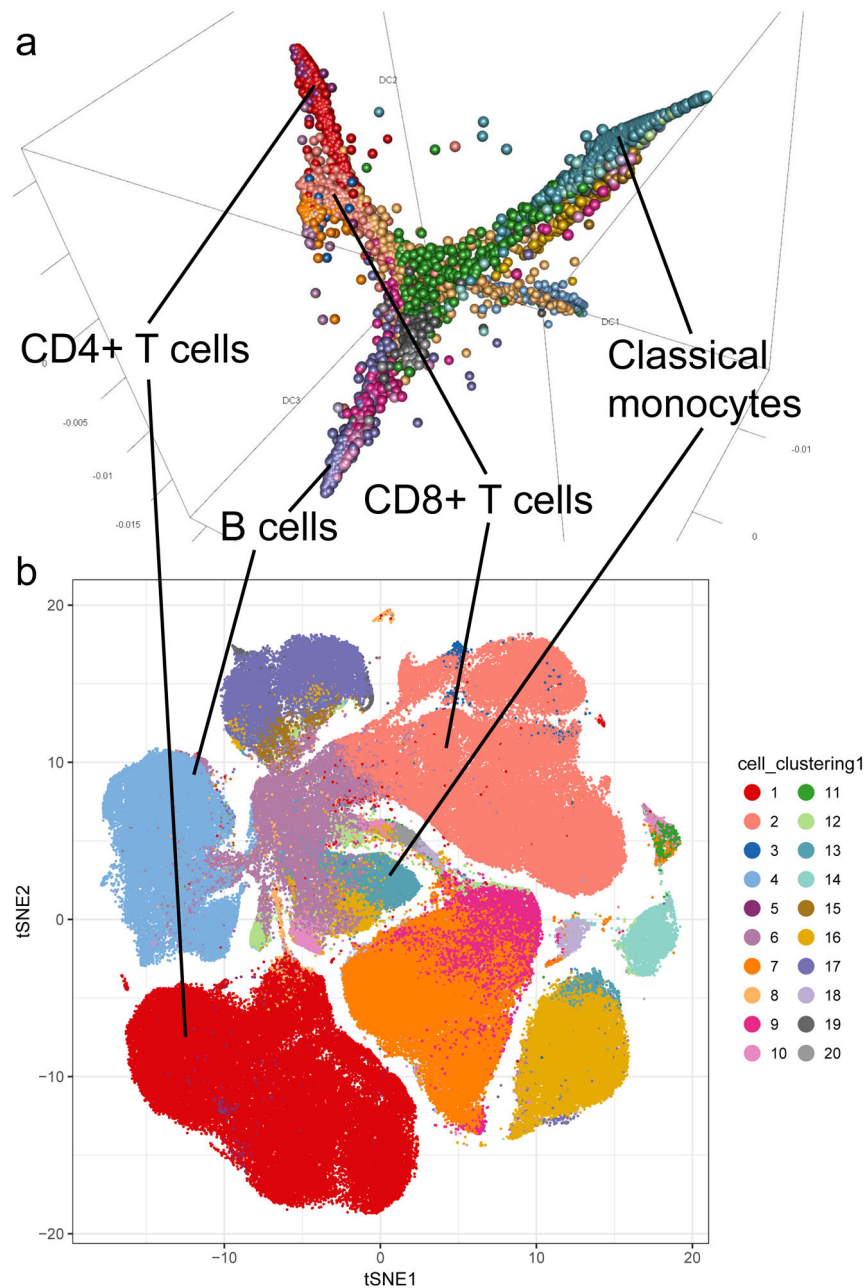 a
DC2
DC1
CD4+ T cells
Classical
monocytes
0
DC3
-0.005
-0.01
-0.01
CD8+ T cells
-0.015
B cells
0
b
20
10
0
−10
−20
tSNE2
−10
0
10
20
tSNE1
cell_clustering1
1
11
2
12
3
13
4
14
5
15
6
16
7
17
8
18
9
19
10
20